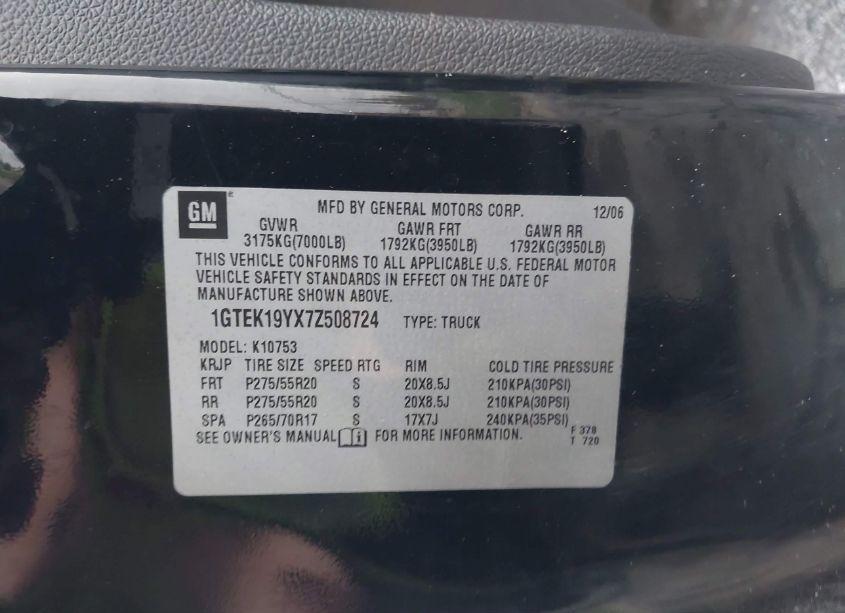 GM
MFD BY GENERAL MOTORS CORP. 12/06
GVWR GAWR FRT GAWR RR
3175KG(7000LB) 1792KG(3950LB) 1792KG(3950LB)
THIS VEHICLE CONFORMS TO ALL APPLICABLE U.S. FEDERAL MOTOR
VEHICLE SAFETY STANDARDS IN EFFECT ON THE DATE OF
MANUFACTURE SHOWN ABOVE.
1GTEK19YX7Z508724 TYPE: TRUCK
MODEL: K10753
KRJP TIRE SIZE SPEED RTG RIM COLD TIRE PRESSURE
FRT P275/55R20 S 20X8.5J 210KPA(30PSI)
RR P275/55R20 S 20X8.5J 210KPA(30PSI)
SPA P265/70R17 S 17X7J 240KPA(35PSI)
SEE OWNER'S MANUAL FOR MORE INFORMATION. F 378
T 720